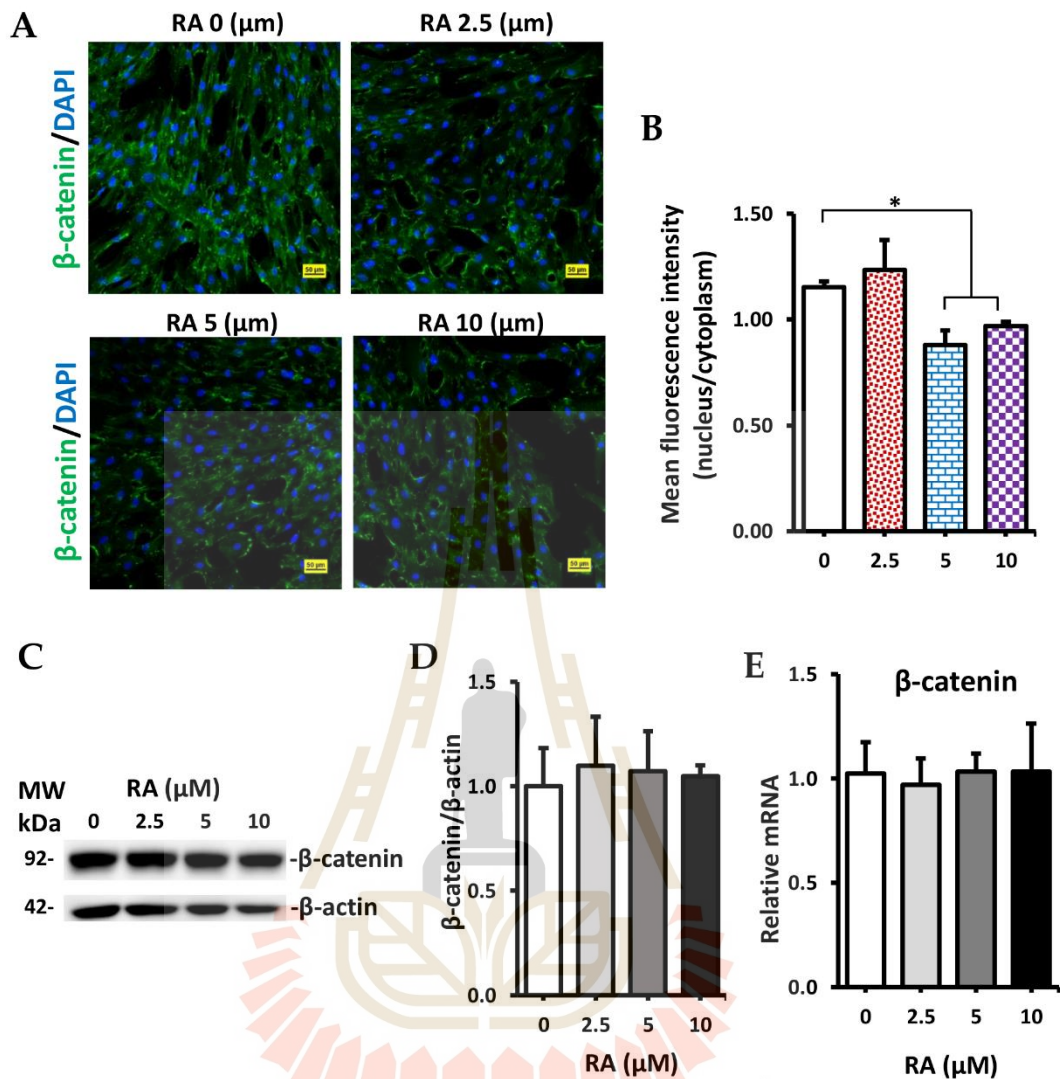 A
RA 0 (μm)
RA 2.5 (μm)
β-catenin/DAPI
50 μm
50 μm
RA 5 (μm)
RA 10 (μm)
β-catenin/DAPI
50 μm
50 μm
B
Mean fluorescence intensity
(nucleus/cytoplasm)
1.50
1.00
0.50
0.00
*
0 2.5 5 10
C
MW
kDa
RA (μM)
0 2.5 5 10
92- -β-catenin
42- -β-actin
D
β-catenin/β-actin
1.5
1.0
0.5
0.0
0 2.5 5 10
RA (μM)
E
β-catenin
Relative mRNA
1.5
1.0
0.5
0.0
0 2.5 5 10
RA (μM)